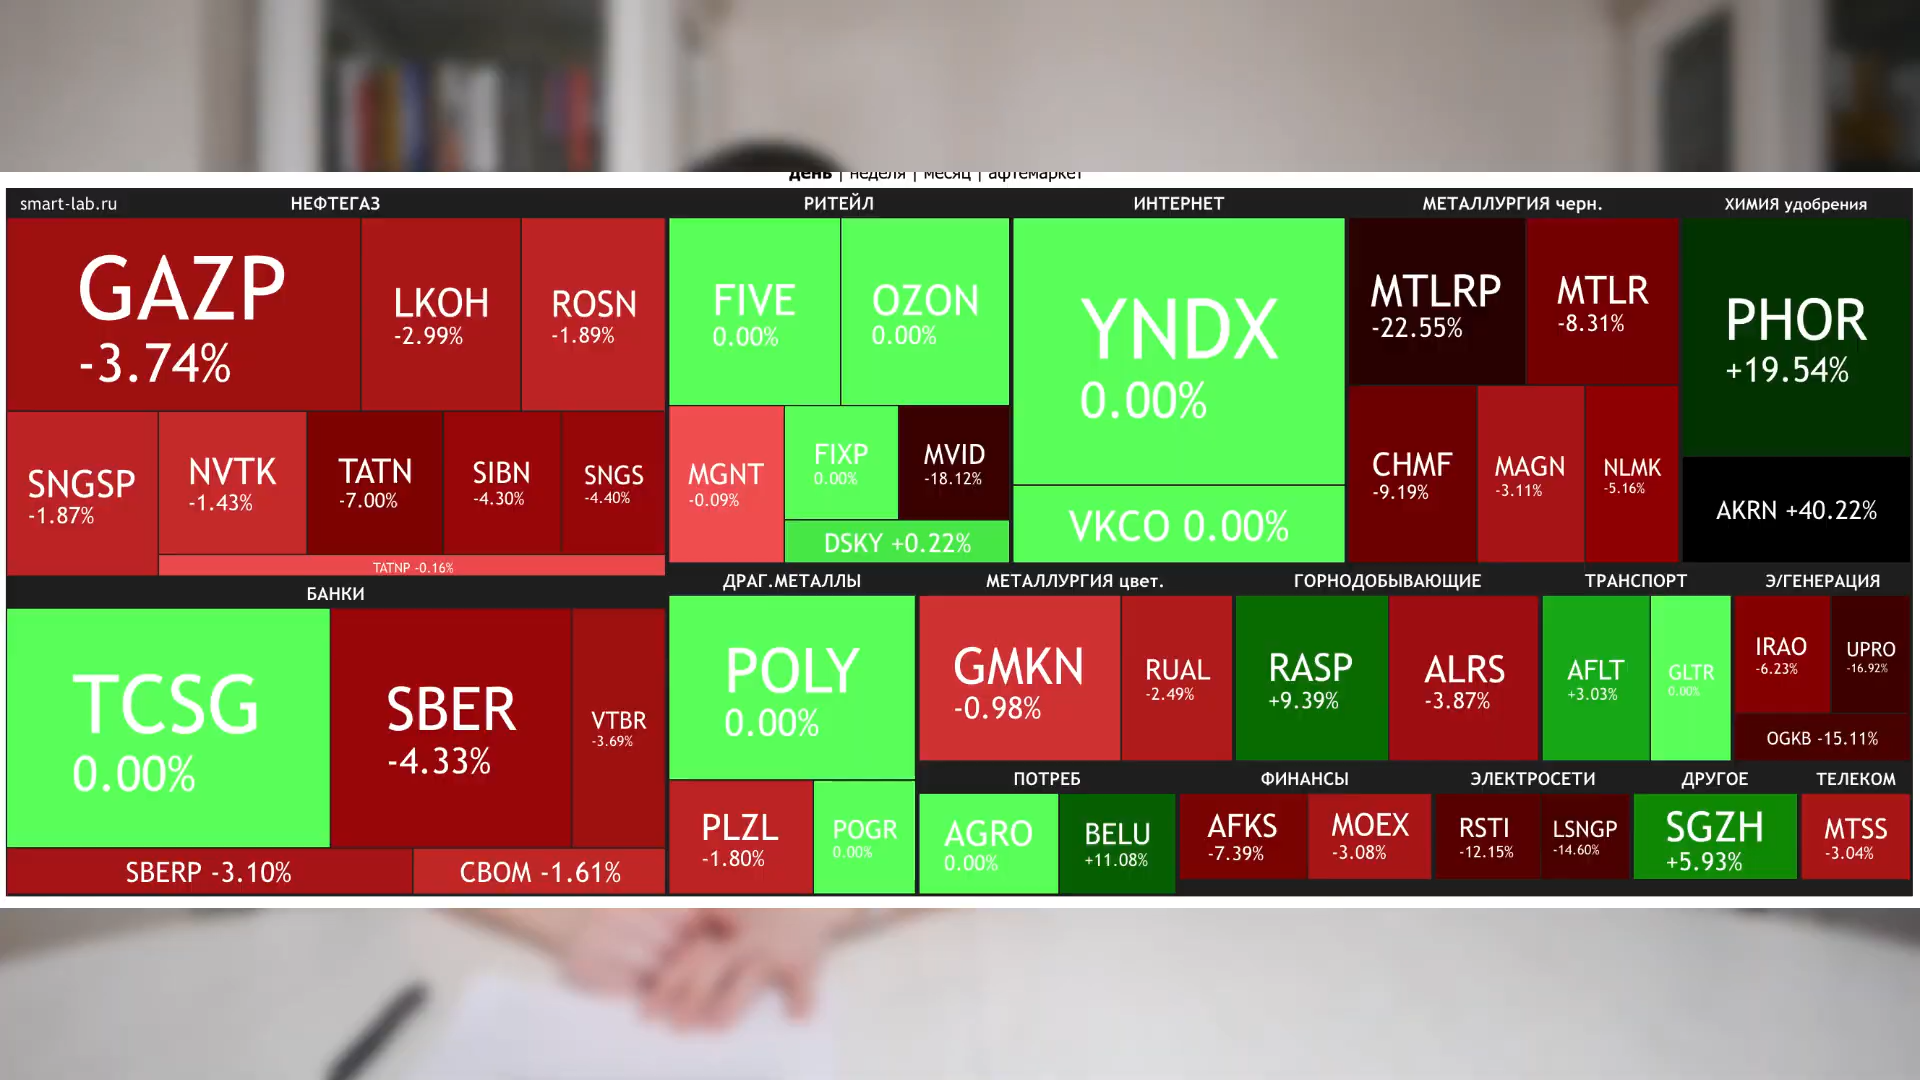 день | неделя | месяц | афтемаркет
smart-lab.ru
НЕФТЕГАЗ
GAZP
-3.74%
LKOH
-2.99%
ROSN
-1.89%
SNGSP
-1.87%
NVTK
-1.43%
TATN
-7.00%
SIBN
-4.30%
SNGS
-4.40%
TATNP -0.16%
РИТЕЙЛ
FIVE
0.00%
OZON
0.00%
MGNT
-0.09%
FIXP
0.00%
MVID
-18.12%
DSKY +0.22%
ИНТЕРНЕТ
YNDX
0.00%
VKCO 0.00%
МЕТАЛЛУРГИЯ черн.
MTLRP
-22.55%
MTLR
-8.31%
CHMF
-9.19%
MAGN
-3.11%
NLMK
-5.16%
ХИМИЯ удобрения
PHOR
+19.54%
AKRN +40.22%
БАНКИ
TCSG
0.00%
SBER
-4.33%
VTBR
-3.69%
SBERP -3.10%
CBOM -1.61%
ДРАГ.МЕТАЛЛЫ
POLY
0.00%
PLZL
-1.80%
POGR
0.00%
МЕТАЛЛУРГИЯ цвет.
GMKN
-0.98%
RUAL
-2.49%
ГОРНОДОБЫВАЮЩИЕ
RASP
+9.39%
ALRS
-3.87%
ТРАНСПОРТ
AFLT
+3.03%
GLTR
0.00%
Э/ГЕНЕРАЦИЯ
IRAO
-6.23%
UPRO
-16.92%
OGKB -15.11%
ПОТРЕБ
AGRO
0.00%
BELU
+11.08%
ФИНАНСЫ
AFKS
-7.39%
MOEX
-3.08%
ЭЛЕКТРОСЕТИ
RSTI
-12.15%
LSNGP
-14.60%
ДРУГОЕ
SGZH
+5.93%
ТЕЛЕКОМ
MTSS
-3.04%